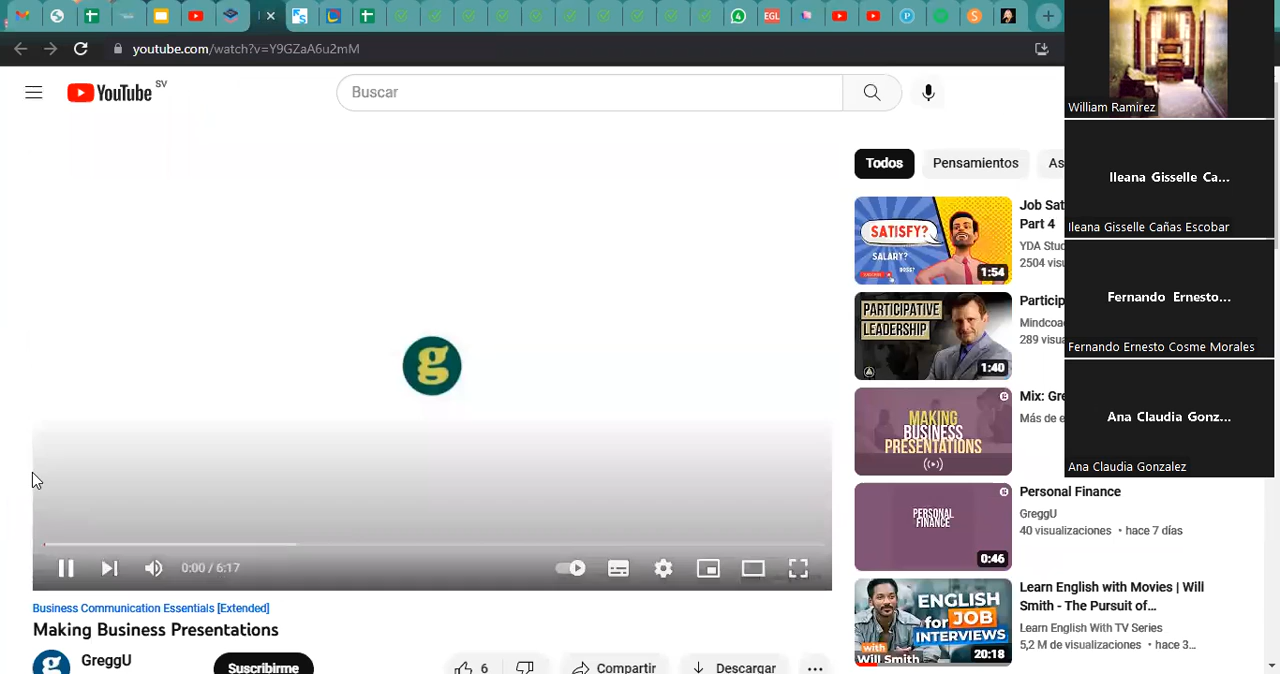 EGL
youtube.com/watch?v=Y9GZaA6u2mM
YouTube SV
Buscar
William Ramirez
Todos
Pensamientos
As
Ileana Gisselle Ca...
Ileana Gisselle Cañas Escobar
SATISFY?
SALARY?
1:54
Job Sat
Part 4
YDA Stud
2504 visu
PARTICIPATIVE
LEADERSHIP
1:40
Particip
Mindcoa
289 visua
Fernando Ernesto...
Fernando Ernesto Cosme Morales
g
MAKING
BUSINESS
PRESENTATIONS
Mix: Gre
Más de e
Ana Claudia Gonz...
Ana Claudia Gonzalez
PERSONAL
FINANCE
0:46
Personal Finance
GreggU
40 visualizaciones • hace 7 días
0:00 / 6:17
ENGLISH
for JOB
INTERVIEWS
with
Will Smith
20:18
Learn English with Movies | Will
Smith - The Pursuit of...
Learn English With TV Series
5,2 M de visualizaciones • hace 3...
Business Communication Essentials [Extended]
Making Business Presentations
g
GreggU
Suscribirme
6
Compartir
Descargar